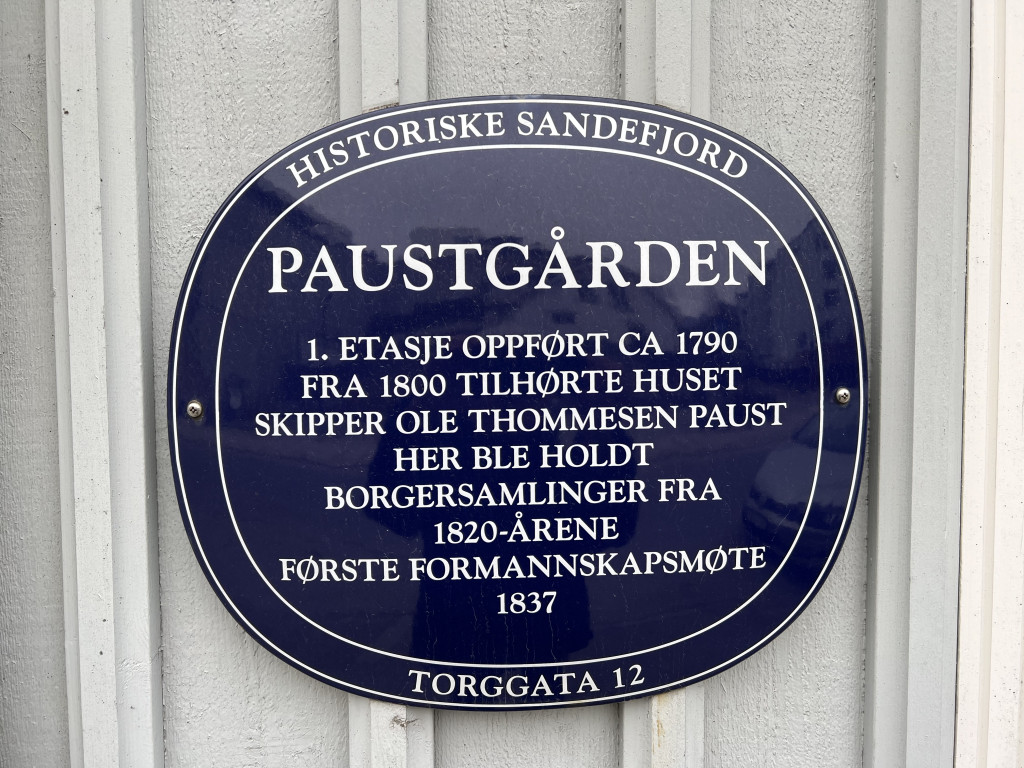 HISTORISKE SANDEFJORD
PAUSTGÅRDEN
1. ETASJE OPPFØRT CA 1790
FRA 1800 TILHØRTE HUSET
SKIPPER OLE THOMMESEN PAUST
HER BLE HOLDT
BORGERSAMLINGER FRA
1820-ÅRENE
FØRSTE FORMANNSKAPSMØTE
1837
TORGGATA 12